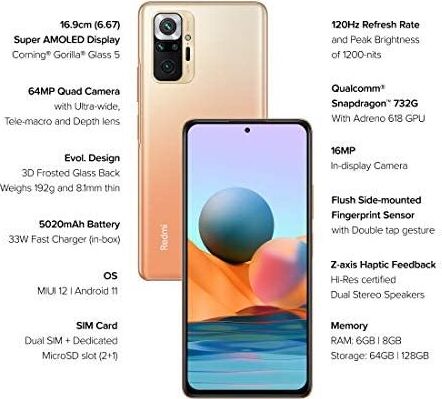 16.9cm (6.67)
Super AMOLED Display
Corning® Gorilla® Glass 5
64MP Quad Camera
with Ultra-wide,
Tele-macro and Depth lens
Evol. Design
3D Frosted Glass Back
Weighs 192g and 8.1mm thin
5020mAh Battery
33W Fast Charger (in-box)
OS
MIUI 12 | Android 11
SIM Card
Dual SIM + Dedicated
MicroSD slot (2+1)
Redmi
120Hz Refresh Rate
and Peak Brightness
of 1200-nits
Qualcomm®
Snapdragon™ 732G
With Adreno 618 GPU
16MP
In-display Camera
Flush Side-mounted
Fingerprint Sensor
with Double tap gesture
Z-axis Haptic Feedback
Hi-Res certified
Dual Stereo Speakers
Memory
RAM: 6GB | 8GB
Storage: 64GB | 128GB